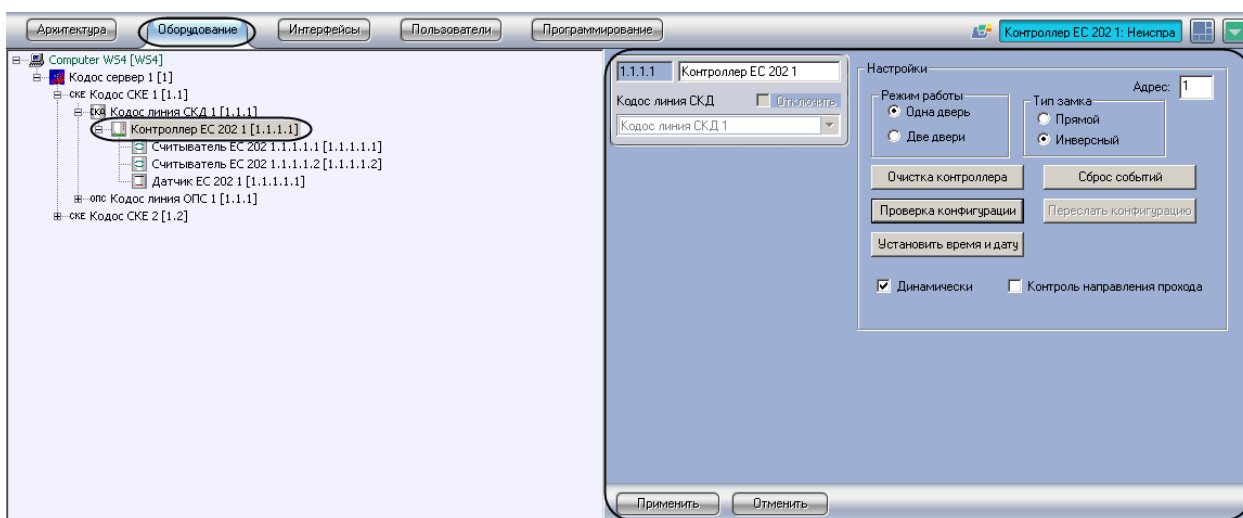 Архитектура Оборудование Интерфейсы Пользователи Программирование Контроллер ЕС 202 1: Неиспра
Computer WS4 [WS4]
Кодос сервер 1 [1]
СКЕ Кодос СКЕ 1 [1.1]
СКД Кодос линия СКД 1 [1.1.1]
Контроллер ЕС 202 1 [1.1.1.1]
Считыватель ЕС 202 1.1.1.1.1 [1.1.1.1.1]
Считыватель ЕС 202 1.1.1.1.2 [1.1.1.1.2]
Датчик ЕС 202 1 [1.1.1.1.1]
опс Кодос линия ОПС 1 [1.1.1]
СКЕ Кодос СКЕ 2 [1.2]
1.1.1.1 Контроллер ЕС 202 1
Кодос линия СКД Отключить
Кодос линия СКД 1
Настройки
Адрес: 1
Режим работы
Одна дверь
Две двери
Тип замка
Прямой
Инверсный
Очистка контроллера Сброс событий
Проверка конфигурации Переслать конфигурацию
Установить время и дату
Динамически Контроль направления прохода
Применить Отменить